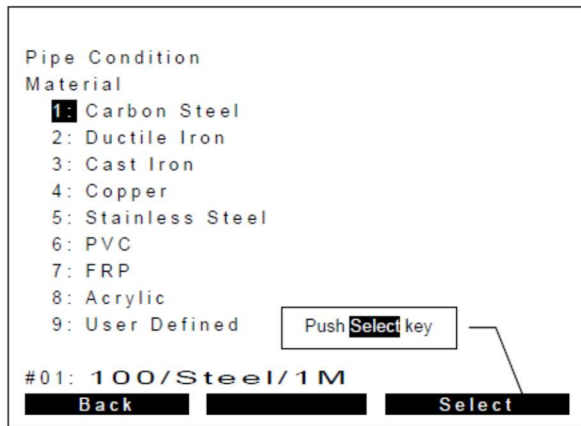 Pipe Condition
Material
1: Carbon Steel
2: Ductile Iron
3: Cast Iron
4: Copper
5: Stainless Steel
6: PVC
7: FRP
8: Acrylic
9: User Defined
Push Select key
#01: 100/Steel/1M
Back Select